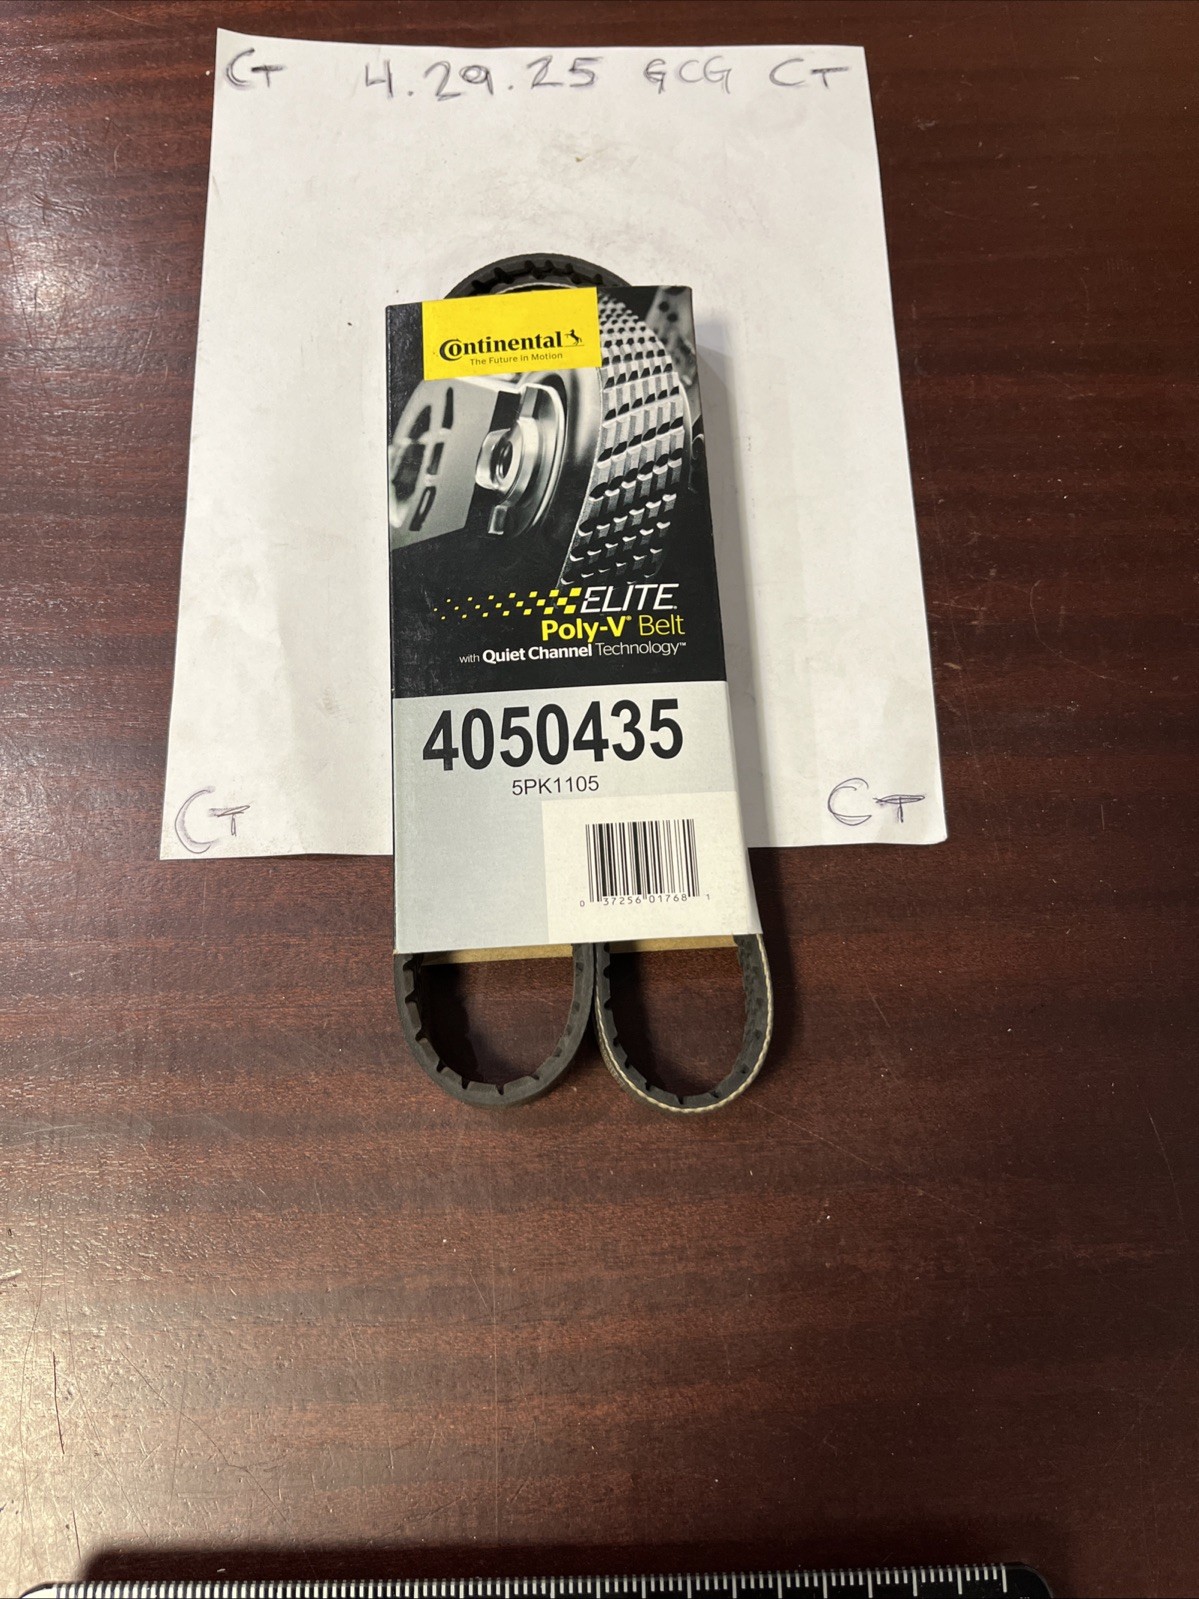 CT 4.29.25 GCG CT
Continental
The Future in Motion
ELITE
Poly-V® Belt
with Quiet Channel Technology™
4050435
5PK1105
0 37256 01768 1
CT CT